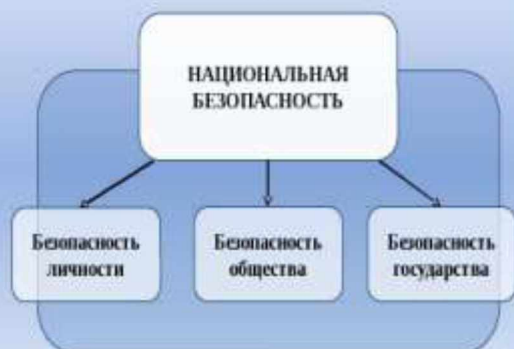 НАЦИОНАЛЬНАЯ
БЕЗОПАСНОСТЬ
Безопасность
личности
Безопасность
общества
Безопасность
государства